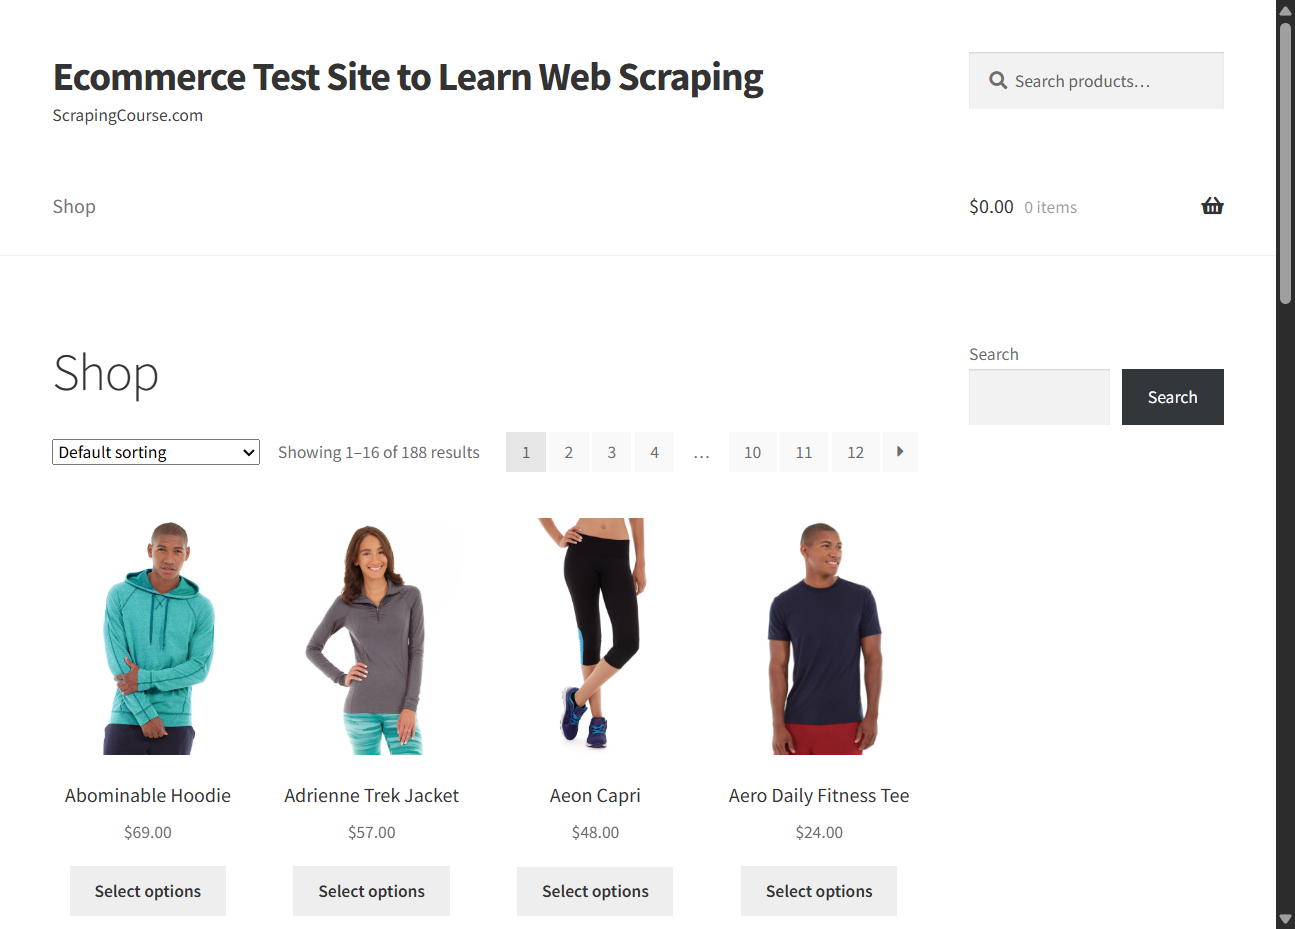 Ecommerce Test Site to Learn Web Scraping
ScrapingCourse.com
Search products…
Shop
$0.00 0 items
Shop
Search
Search
Default sorting
Showing 1–16 of 188 results
1 2 3 4 … 10 11 12
Abominable Hoodie
$69.00
Select options
Adrienne Trek Jacket
$57.00
Select options
Aeon Capri
$48.00
Select options
Aero Daily Fitness Tee
$24.00
Select options